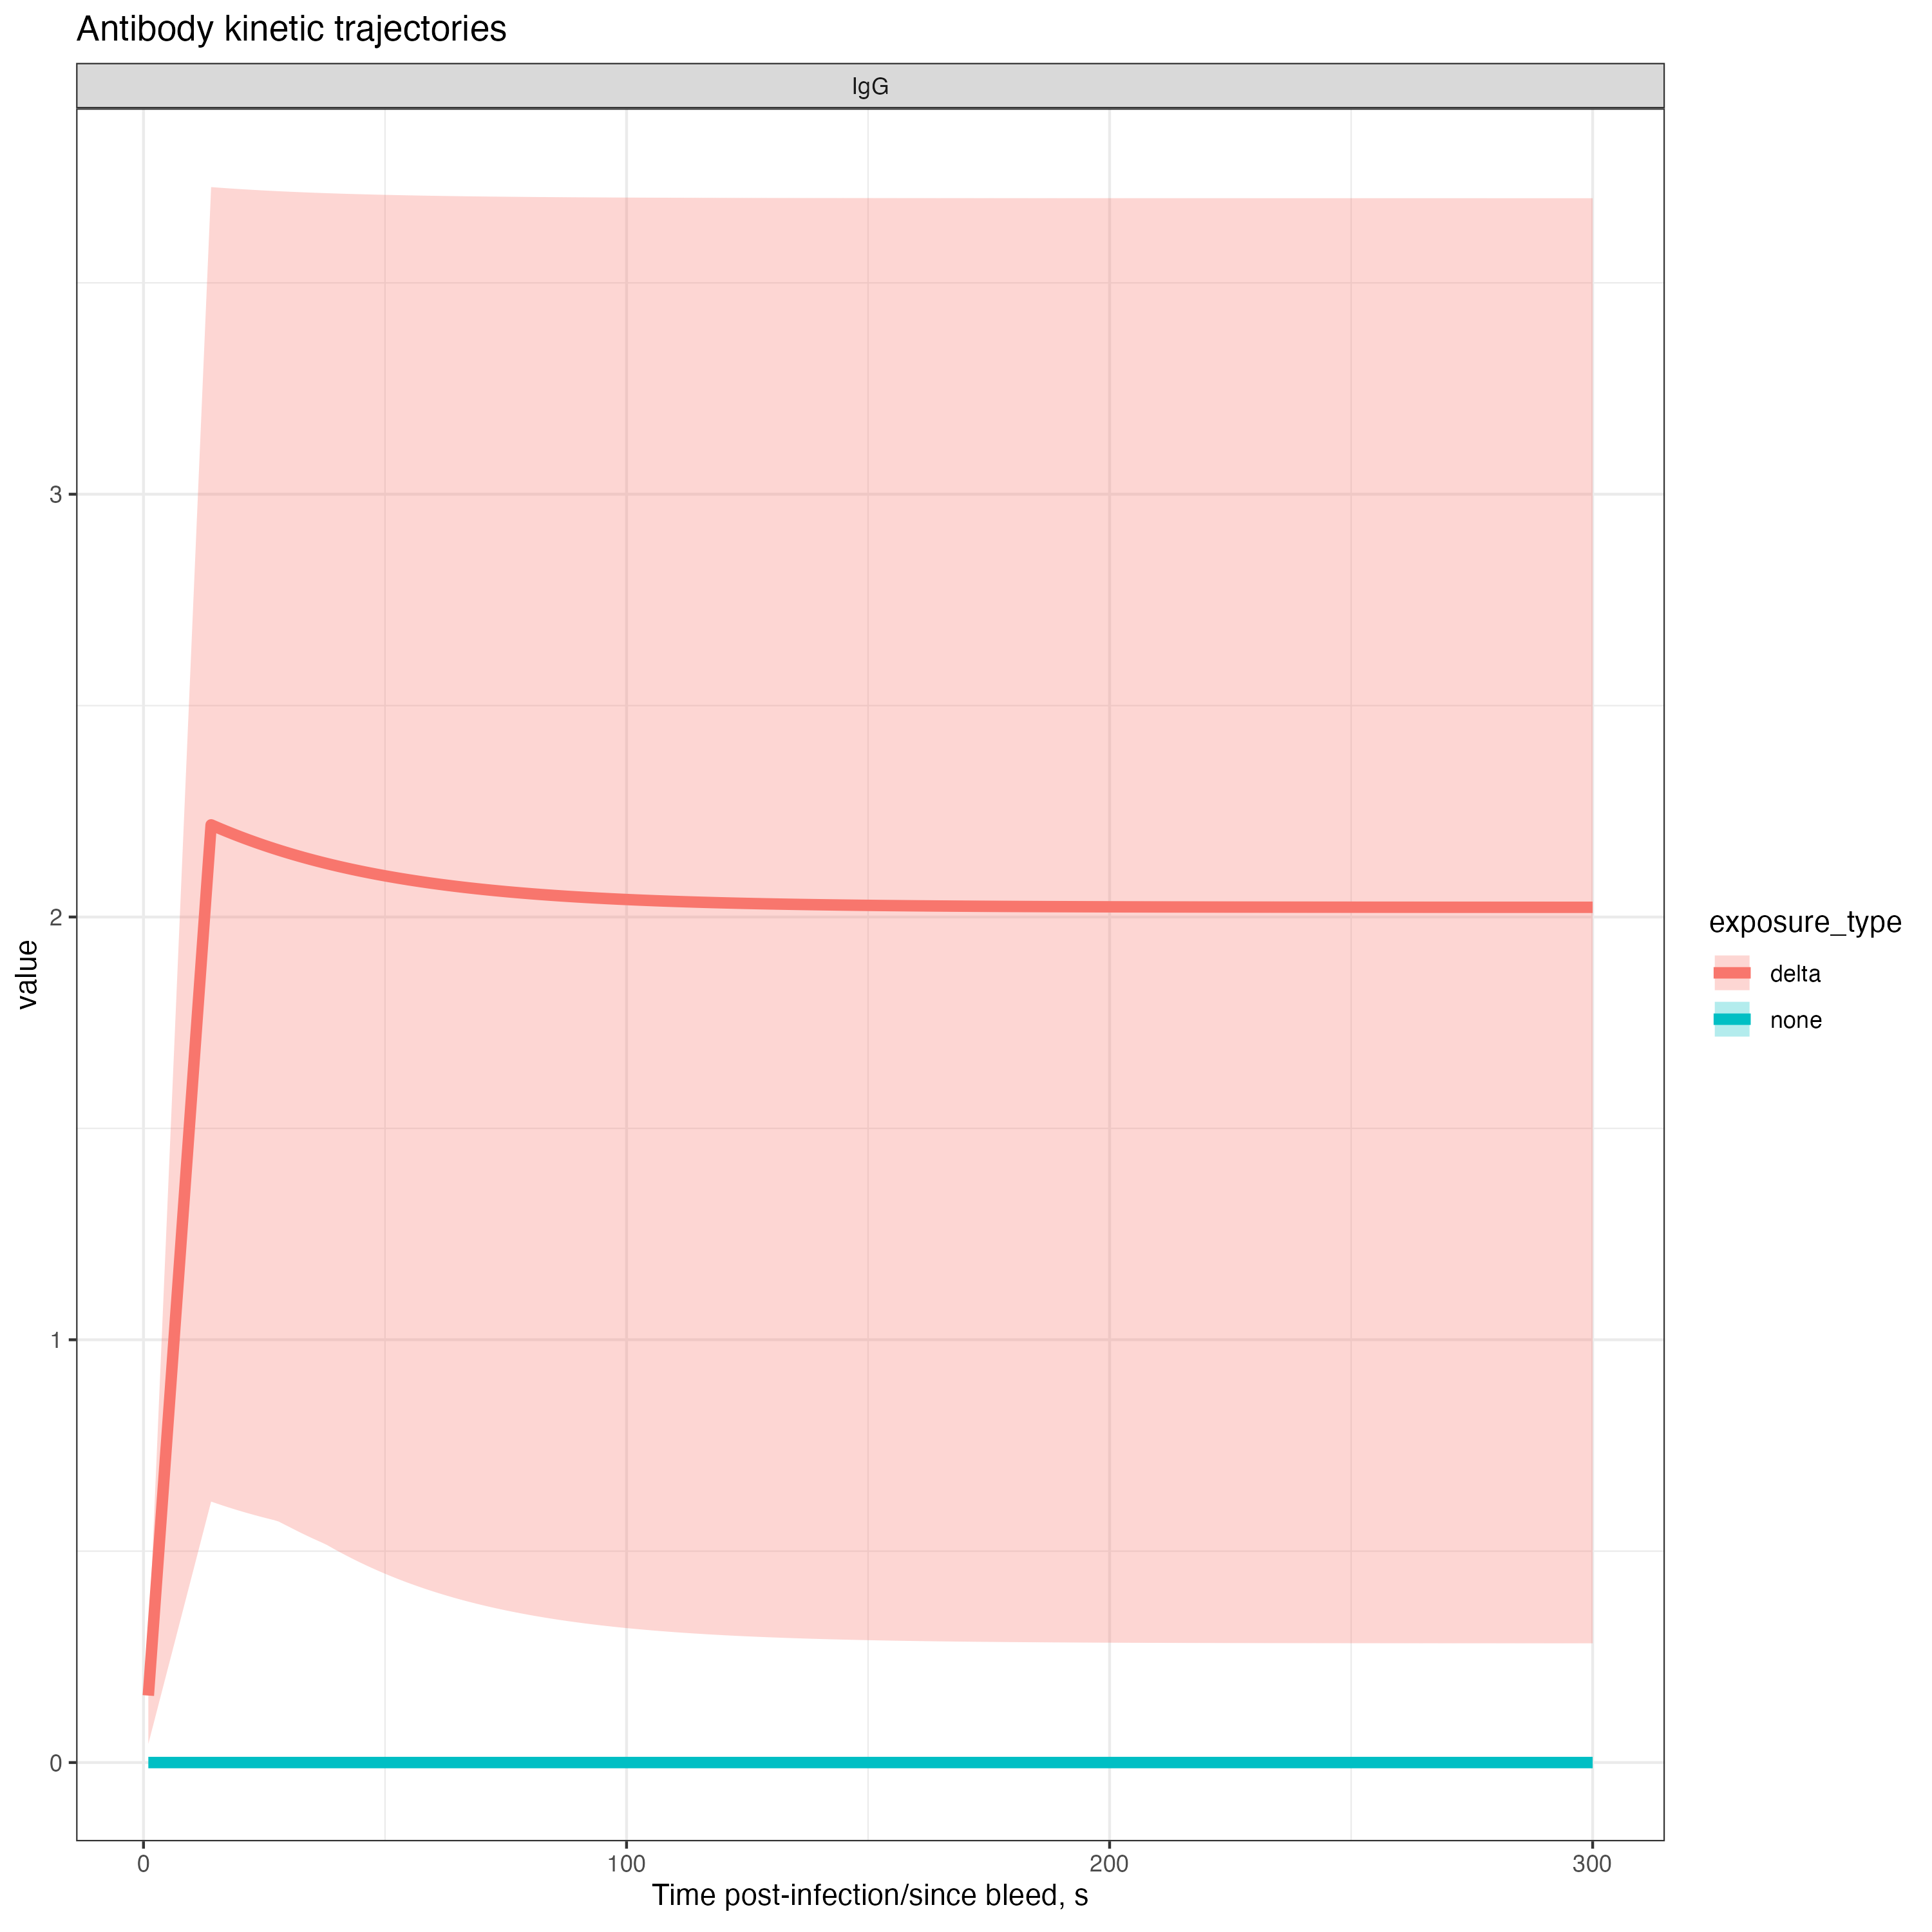 Antibody kinetic trajectories
IgG
3
2
1
0
value
0 100 200 300
Time post-infection/since bleed, s
exposure_type
delta
none